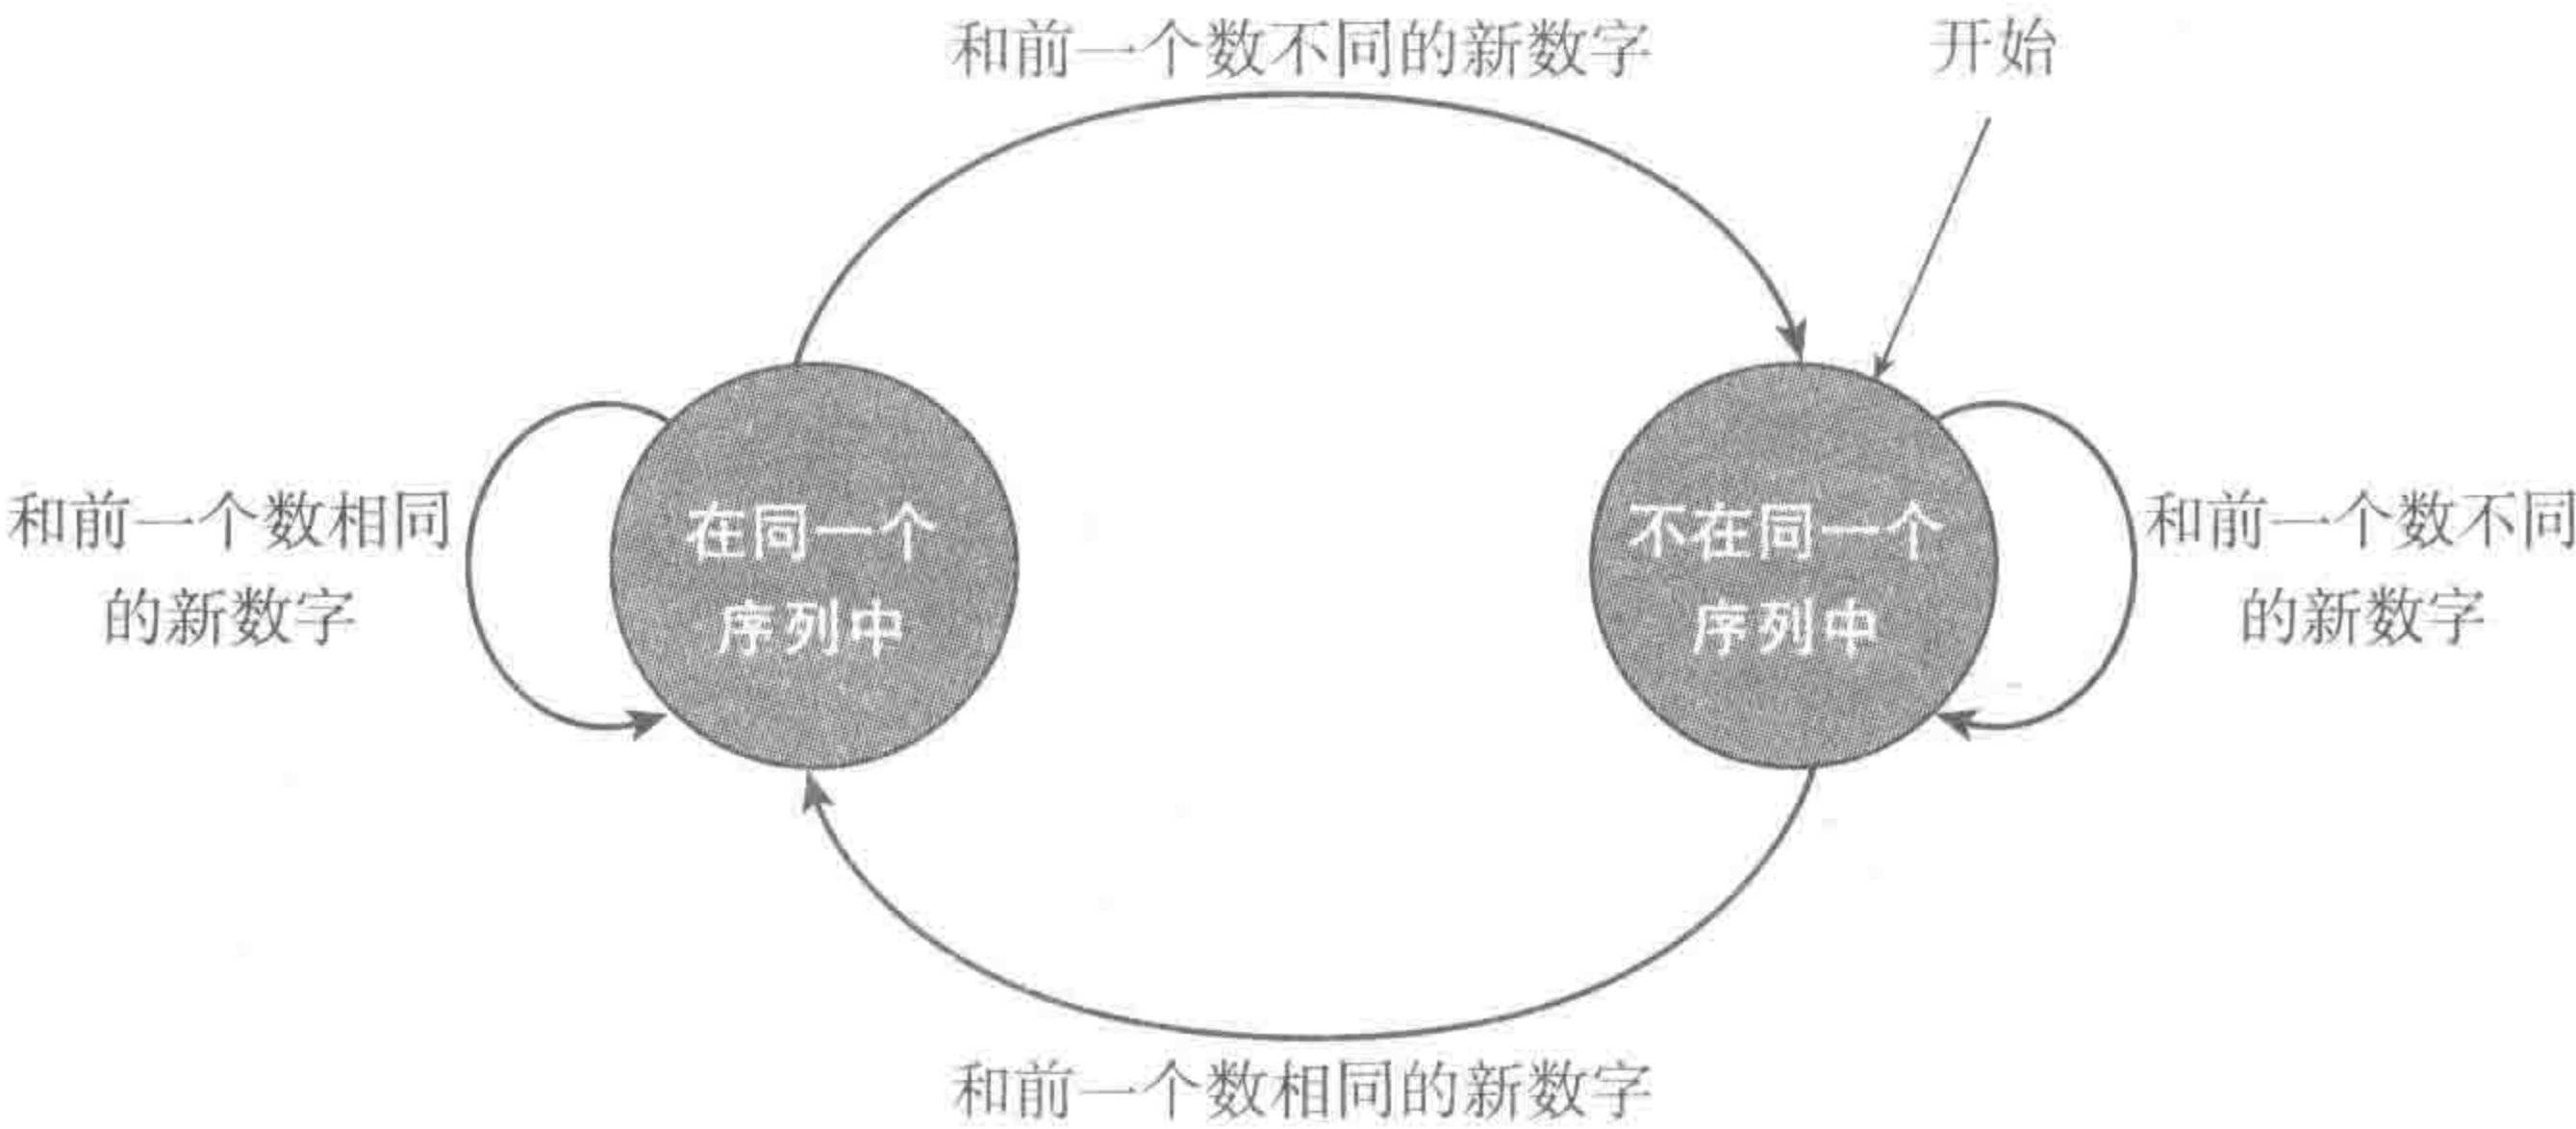 和前一个数不同的新数字
开始
和前一个数相同
的新数字
在同一个
序列中
不在同一个
序列中
和前一个数不同
的新数字
和前一个数相同的新数字